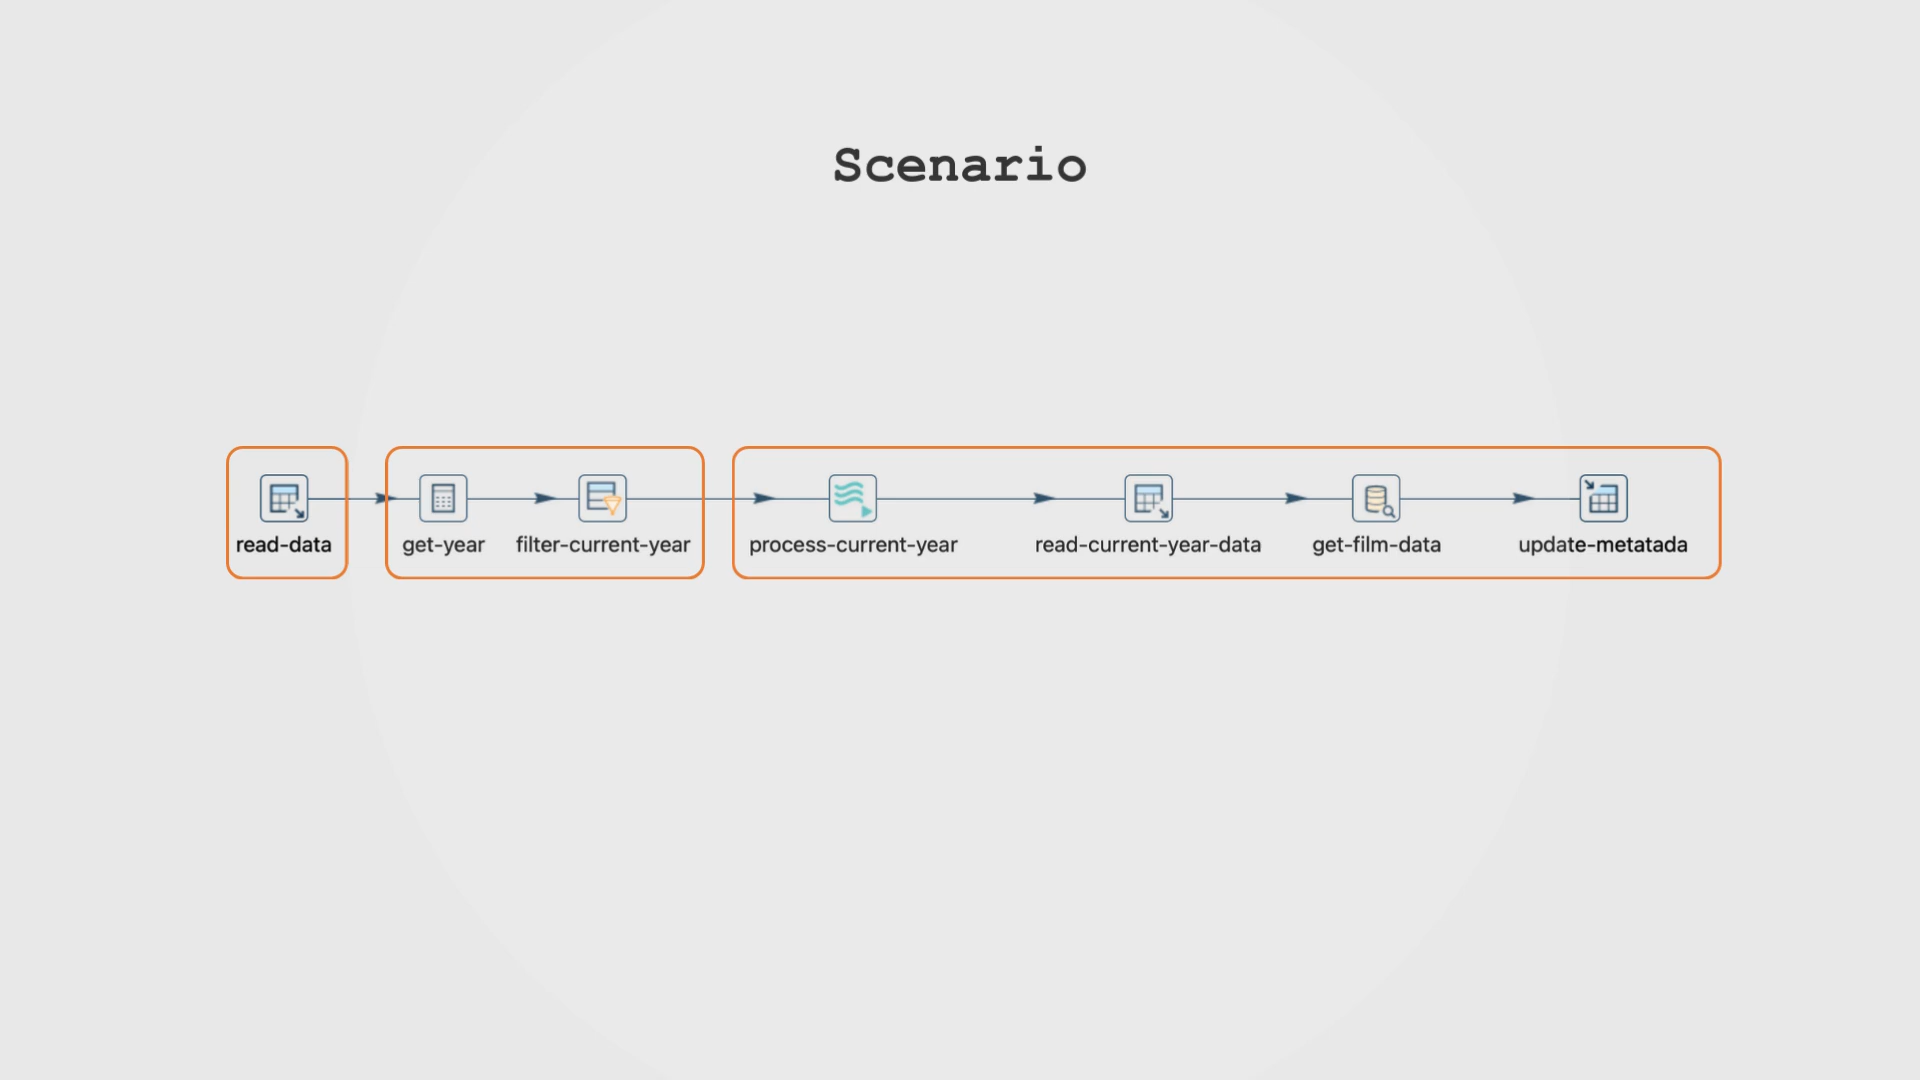 Scenario
read-data
get-year
filter-current-year
process-current-year
read-current-year-data
get-film-data
update-metatada